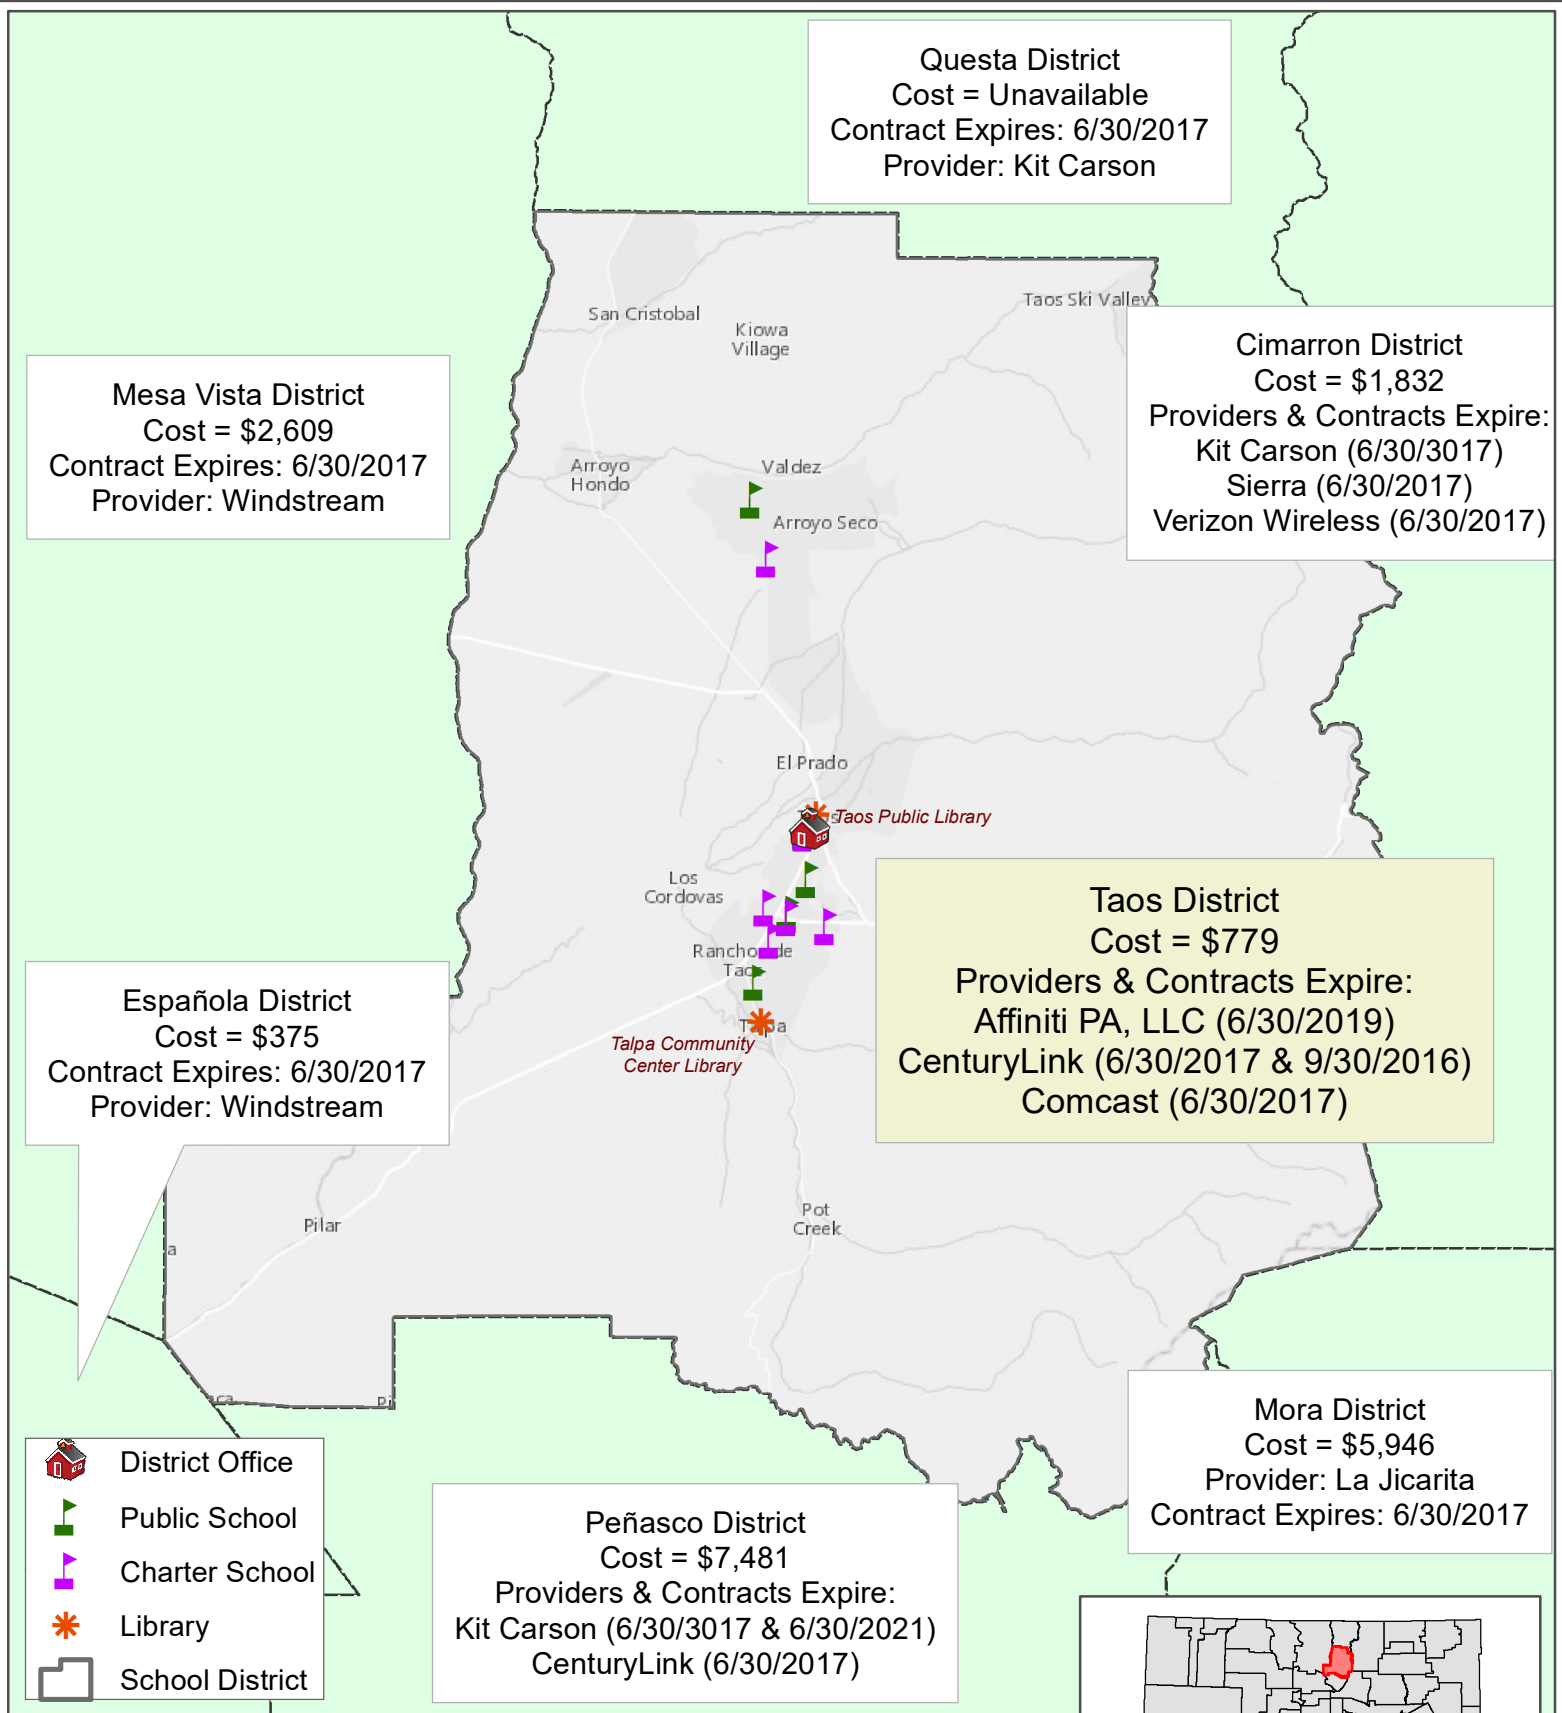 Questa District
Cost = Unavailable
Contract Expires: 6/30/2017
Provider: Kit Carson
San Cristobal
Kiowa
Village
Taos Ski Valley
Cimarron District
Cost = $1,832
Providers & Contracts Expire:
Kit Carson (6/30/3017)
Sierra (6/30/2017)
Verizon Wireless (6/30/2017)
Mesa Vista District
Cost = $2,609
Contract Expires: 6/30/2017
Provider: Windstream
Arroyo
Hondo
Valdez
Arroyo Seco
El Prado
Taos Public Library
Los
Cordovas
Taos District
Cost = $779
Providers & Contracts Expire:
Affiniti PA, LLC (6/30/2019)
CenturyLink (6/30/2017 & 9/30/2016)
Comcast (6/30/2017)
Ranchos de
Taos
Talpa
Talpa Community
Center Library
Española District
Cost = $375
Contract Expires: 6/30/2017
Provider: Windstream
Pot
Creek
Pilar
a
Mora District
Cost = $5,946
Provider: La Jicarita
Contract Expires: 6/30/2017
Peñasco District
Cost = $7,481
Providers & Contracts Expire:
Kit Carson (6/30/3017 & 6/30/2021)
CenturyLink (6/30/2017)
District Office
Public School
Charter School
Library
School District